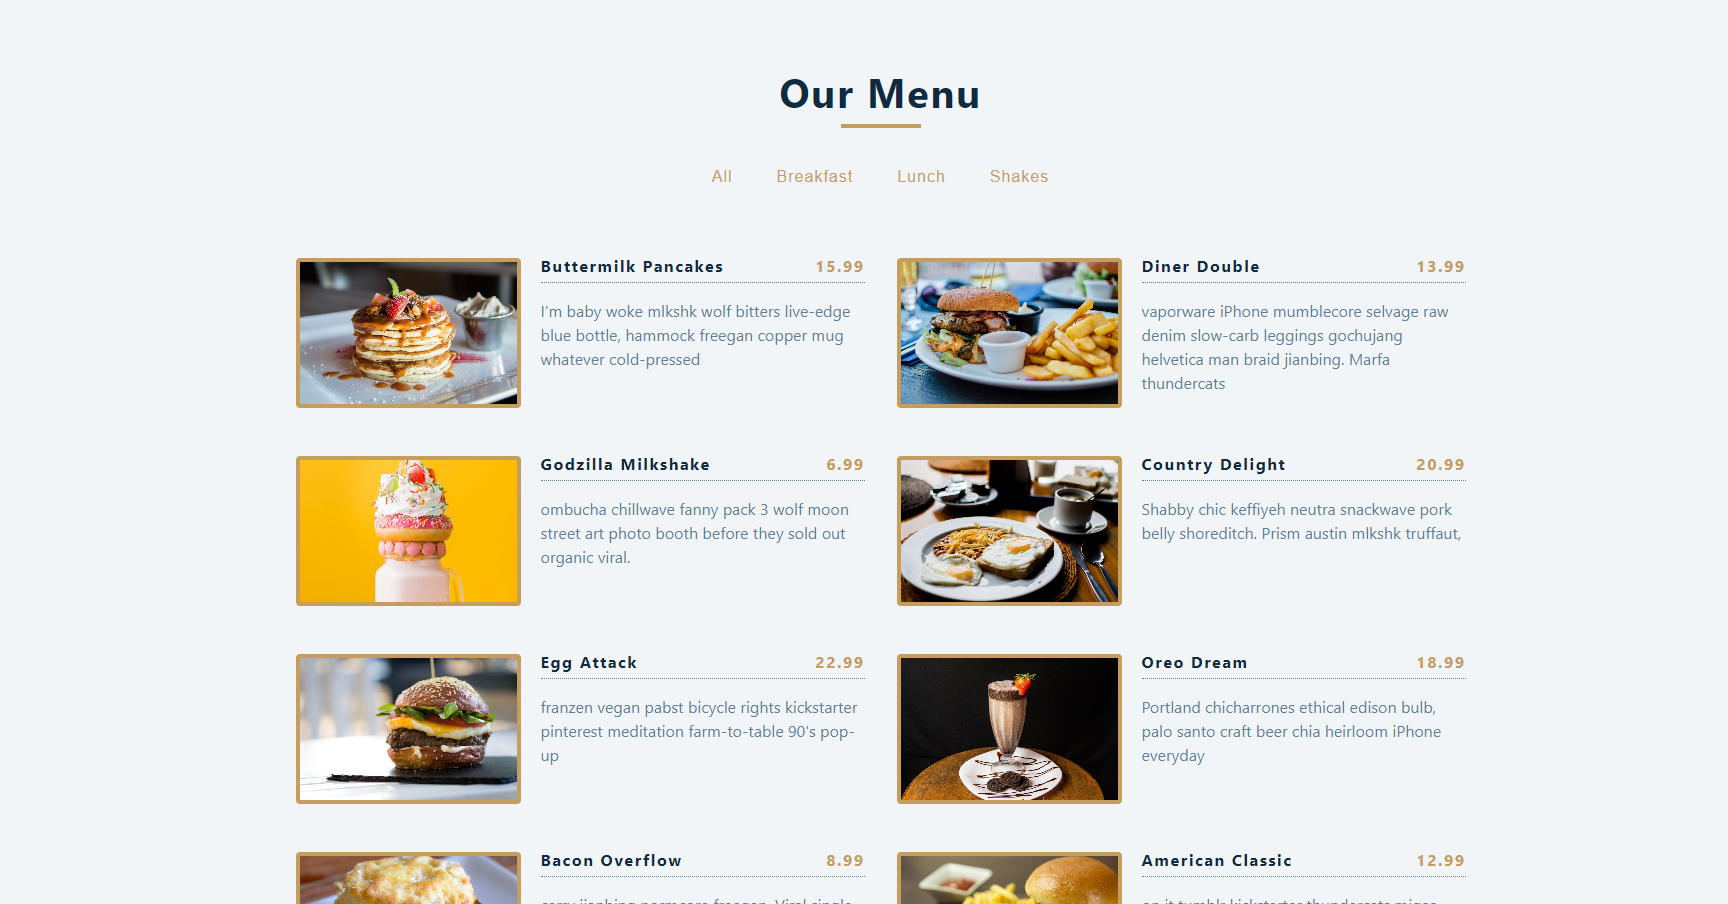 Our Menu
All Breakfast Lunch Shakes
Buttermilk Pancakes 15.99
I'm baby woke mlkshk wolf bitters live-edge
blue bottle, hammock freegan copper mug
whatever cold-pressed
Diner Double 13.99
vaporware iPhone mumblecore selvage raw
denim slow-carb leggings gochujang
helvetica man braid jianbing. Marfa
thundercats
Godzilla Milkshake 6.99
ombucha chillwave fanny pack 3 wolf moon
street art photo booth before they sold out
organic viral.
Country Delight 20.99
Shabby chic keffiyeh neutra snackwave pork
belly shoreditch. Prism austin mlkshk truffaut,
Egg Attack 22.99
franzen vegan pabst bicycle rights kickstarter
pinterest meditation farm-to-table 90's pop-
up
Oreo Dream 18.99
Portland chicharrones ethical edison bulb,
palo santo craft beer chia heirloom iPhone
everyday
Bacon Overflow 8.99
American Classic 12.99